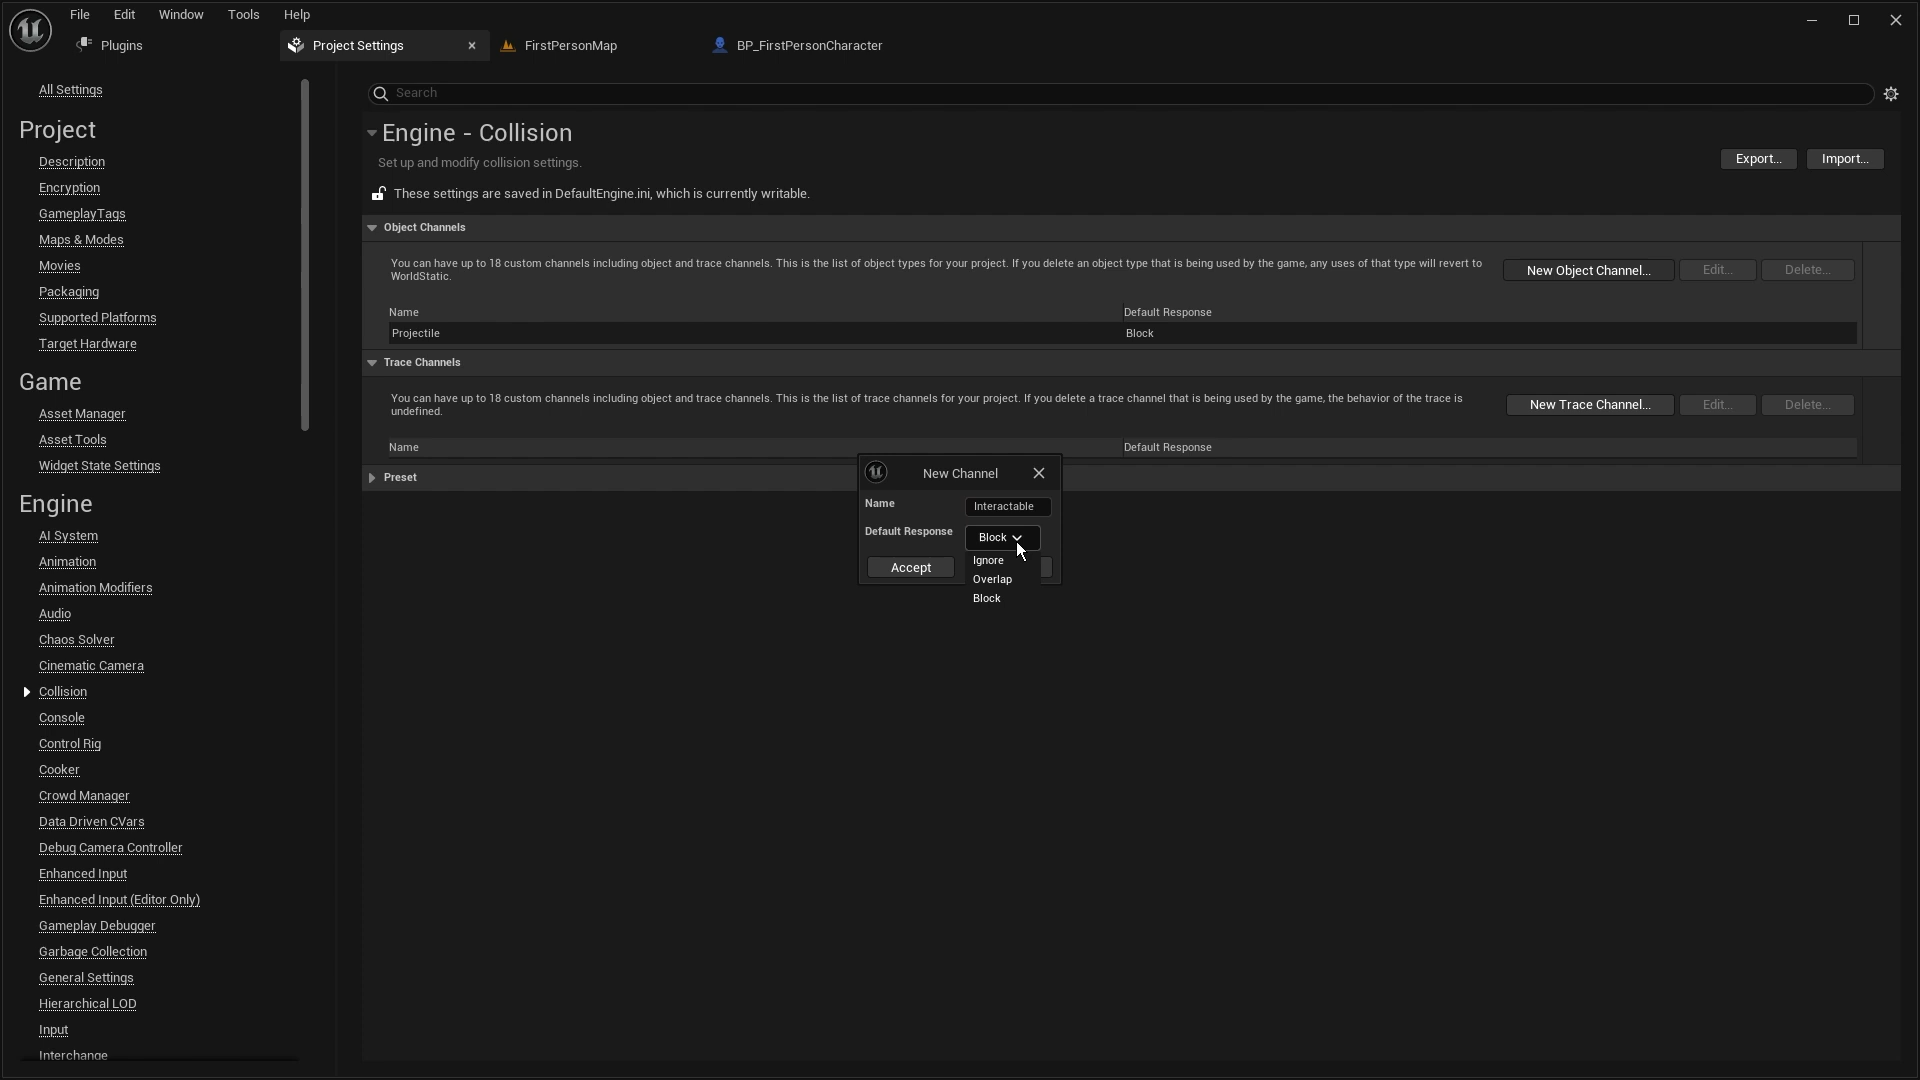 File Edit Window Tools Help
Plugins
Project Settings
FirstPersonMap
BP_FirstPersonCharacter
All Settings
Project
Description
Encryption
GameplayTags
Maps & Modes
Movies
Packaging
Supported Platforms
Target Hardware
Game
Asset Manager
Asset Tools
Widget State Settings
Engine
AI System
Animation
Animation Modifiers
Audio
Chaos Solver
Cinematic Camera
Collision
Console
Control Rig
Cooker
Crowd Manager
Data Driven CVars
Debug Camera Controller
Enhanced Input
Enhanced Input (Editor Only)
Gameplay Debugger
Garbage Collection
General Settings
Hierarchical LOD
Input
Interchange
Search
Engine - Collision
Set up and modify collision settings.
Export... Import...
These settings are saved in DefaultEngine.ini, which is currently writable.
Object Channels
You can have up to 18 custom channels including object and trace channels. This is the list of object types for your project. If you delete an object type that is being used by the game, any uses of that type will revert to
WorldStatic.
New Object Channel... Edit... Delete...
Name Default Response
Projectile Block
Trace Channels
You can have up to 18 custom channels including object and trace channels. This is the list of trace channels for your project. If you delete a trace channel that is being used by the game, the behavior of the trace is
undefined.
New Trace Channel... Edit... Delete...
Name Default Response
Preset
New Channel
Name Interactable
Default Response Block
Accept
Ignore
Overlap
Block